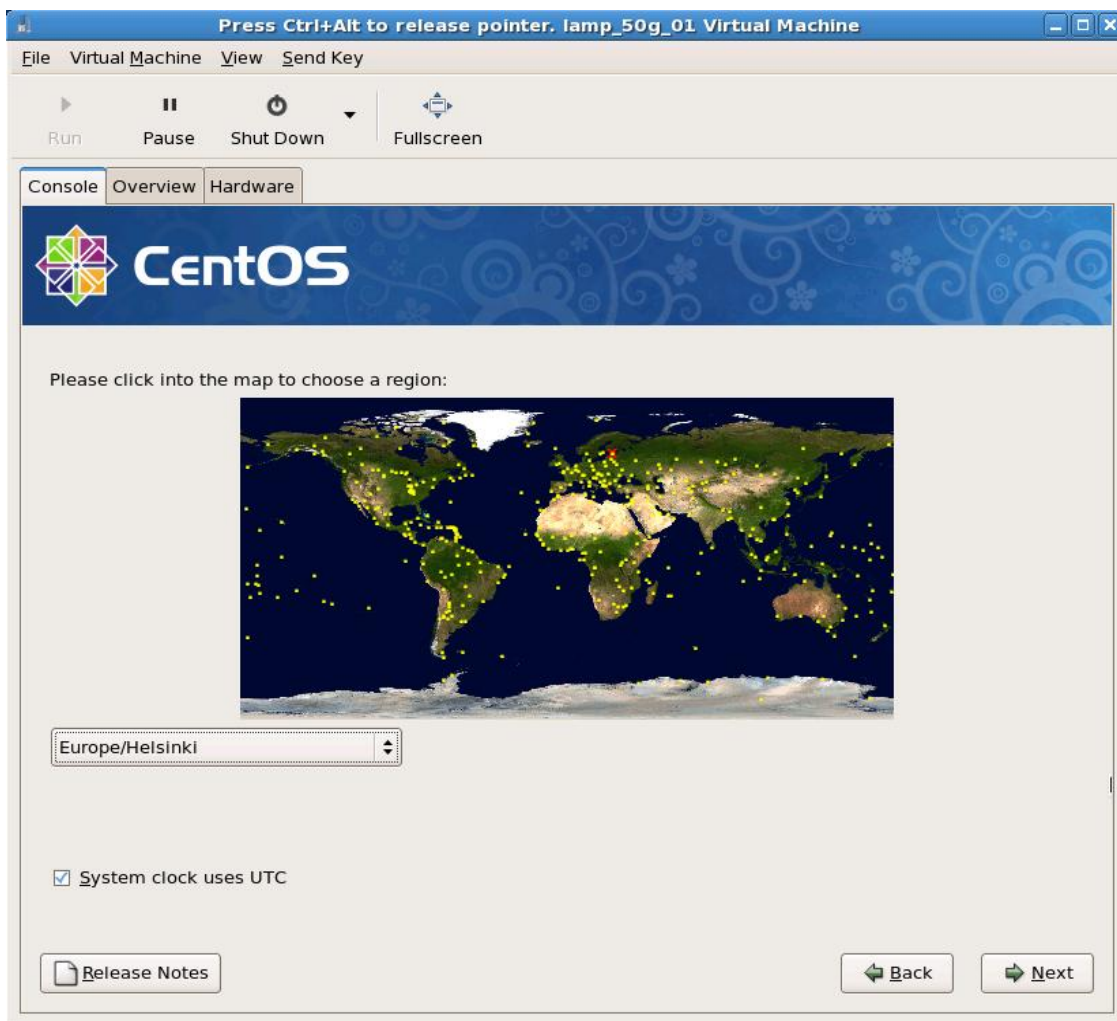 Press Ctrl+Alt to release pointer. lamp_50g_01 Virtual Machine
File Virtual Machine View Send Key
Run Pause Shut Down Fullscreen
Console Overview Hardware
CentOS
Please click into the map to choose a region:
Europe/Helsinki
System clock uses UTC
Release Notes Back Next